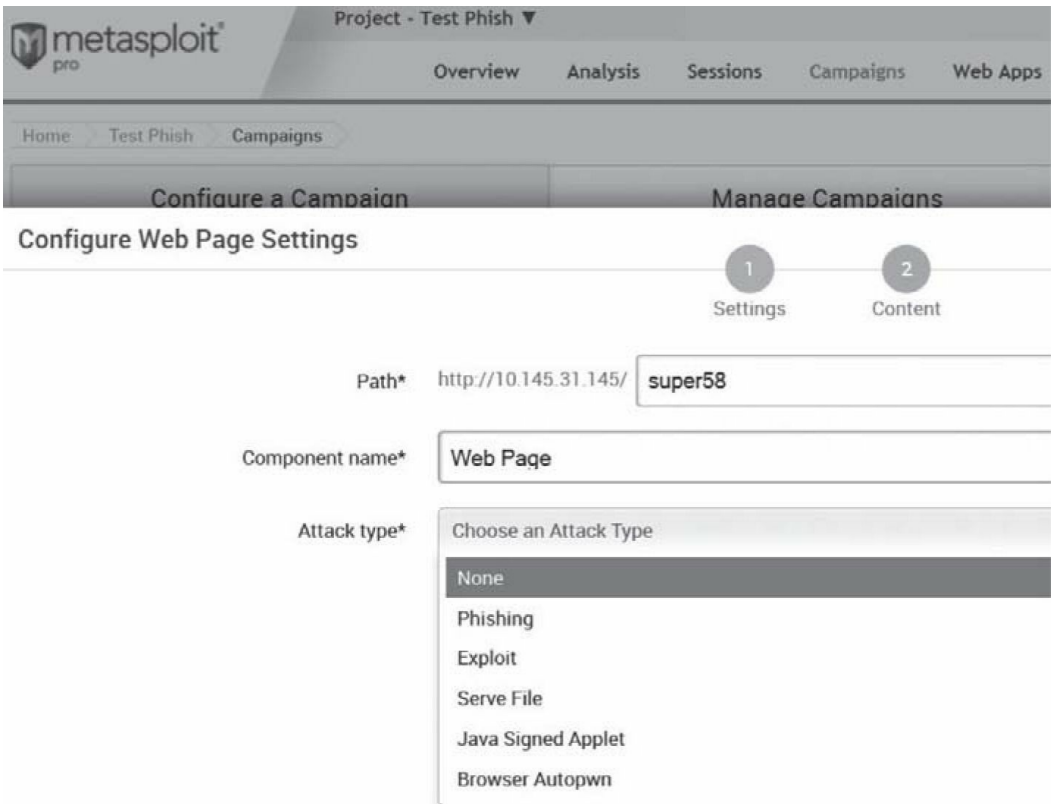 Project - Test Phish ▼
metasploit®
pro
Overview Analysis Sessions Campaigns Web Apps
Home Test Phish Campaigns
Configure a Campaign Manage Campaigns
Configure Web Page Settings
1 2
Settings Content
Path* http://10.145.31.145/ super58
Component name* Web Page
Attack type* Choose an Attack Type
None
Phishing
Exploit
Serve File
Java Signed Applet
Browser Autopwn